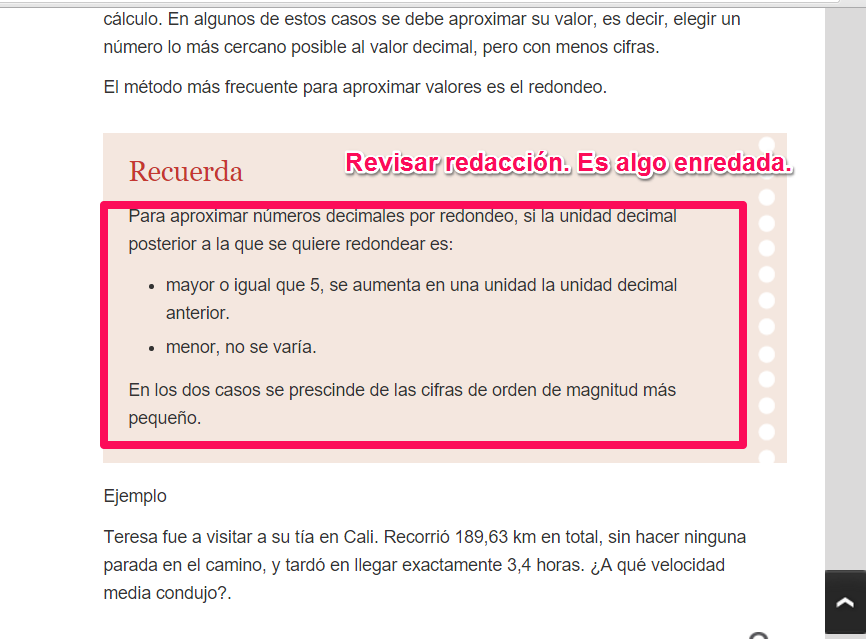 cálculo. En algunos de estos casos se debe aproximar su valor, es decir, elegir un
número lo más cercano posible al valor decimal, pero con menos cifras.
El método más frecuente para aproximar valores es el redondeo.
Recuerda
Revisar redacción. Es algo enredada.
Para aproximar números decimales por redondeo, si la unidad decimal
posterior a la que se quiere redondear es:
• mayor o igual que 5, se aumenta en una unidad la unidad decimal
anterior.
• menor, no se varía.
En los dos casos se prescinde de las cifras de orden de magnitud más
pequeño.
Ejemplo
Teresa fue a visitar a su tía en Cali. Recorrió 189,63 km en total, sin hacer ninguna
parada en el camino, y tardó en llegar exactamente 3,4 horas. ¿A qué velocidad
media condujo?.